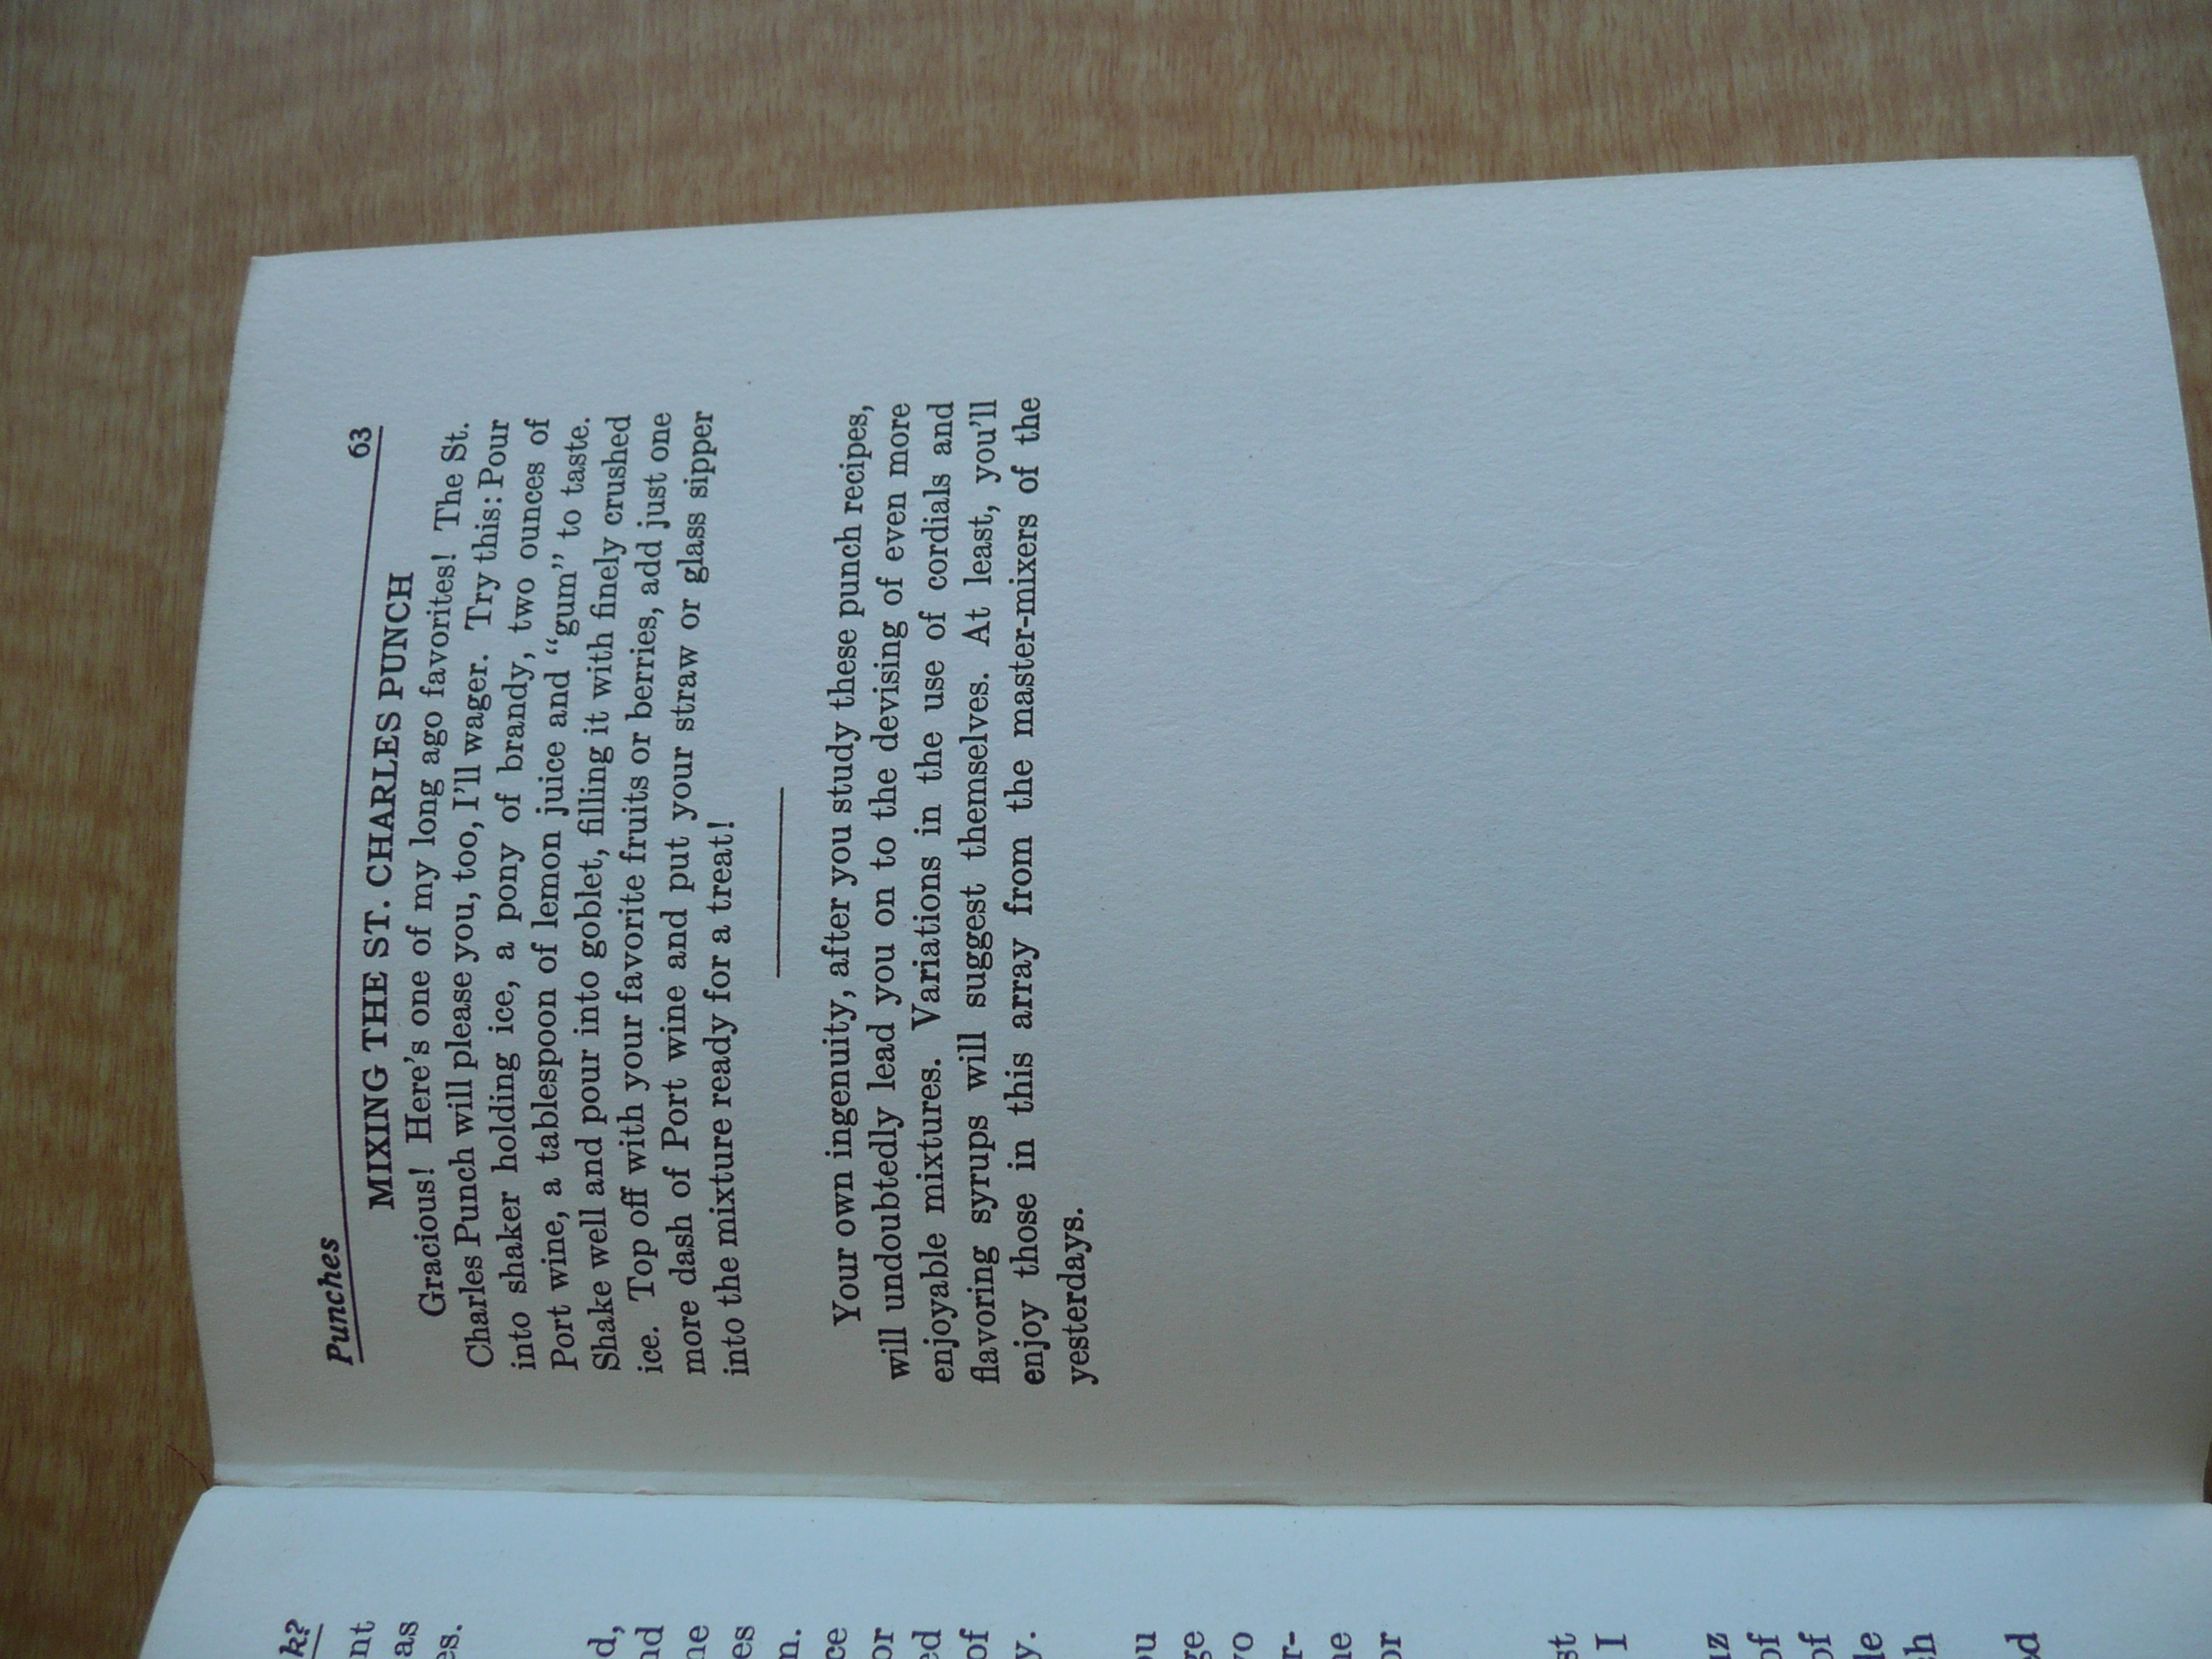 k?
nt
as
es.
d,
nd
ne
es
n.
ce
or
ed
of
y.
ou
ge
vo
r-
ne
or
st
I
uz
of
of
le
h
Punches 63
MIXING THE ST. CHARLES PUNCH
Gracious! Here's one of my long ago favorites! The St.
Charles Punch will please you, too, I'll wager. Try this: Pour
into shaker holding ice, a pony of brandy, two ounces of
Port wine, a tablespoon of lemon juice and "gum" to taste.
Shake well and pour into goblet, filling it with finely crushed
ice. Top off with your favorite fruits or berries, add just one
more dash of Port wine and put your straw or glass sipper
into the mixture ready for a treat!
Your own ingenuity, after you study these punch recipes,
will undoubtedly lead you on to the devising of even more
enjoyable mixtures. Variations in the use of cordials and
flavoring syrups will suggest themselves. At least, you'll
enjoy those in this array from the master-mixers of the
yesterdays.